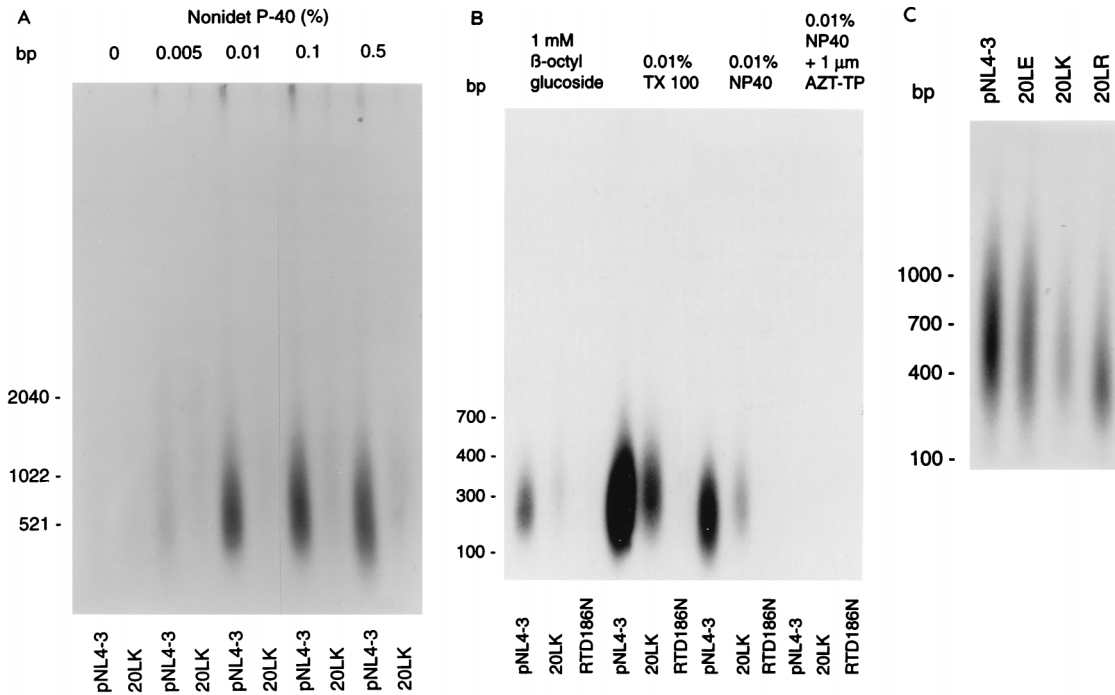 A
Nonidet P-40 (%)
bp
0 0.005 0.01 0.1 0.5
2040 -
1022 -
521 -
pNL4-3 20LK pNL4-3 20LK pNL4-3 20LK pNL4-3 20LK pNL4-3 20LK
B
1 mM
ß-octyl
glucoside
0.01%
TX 100
0.01%
NP40
0.01%
NP40
+ 1 µm
AZT-TP
bp
700 -
400 -
300 -
100 -
pNL4-3 20LK RTD186N pNL4-3 20LK RTD186N pNL4-3 20LK RTD186N pNL4-3 20LK RTD186N
C
bp
pNL4-3 20LE 20LK 20LR
1000 -
700 -
400 -
100 -